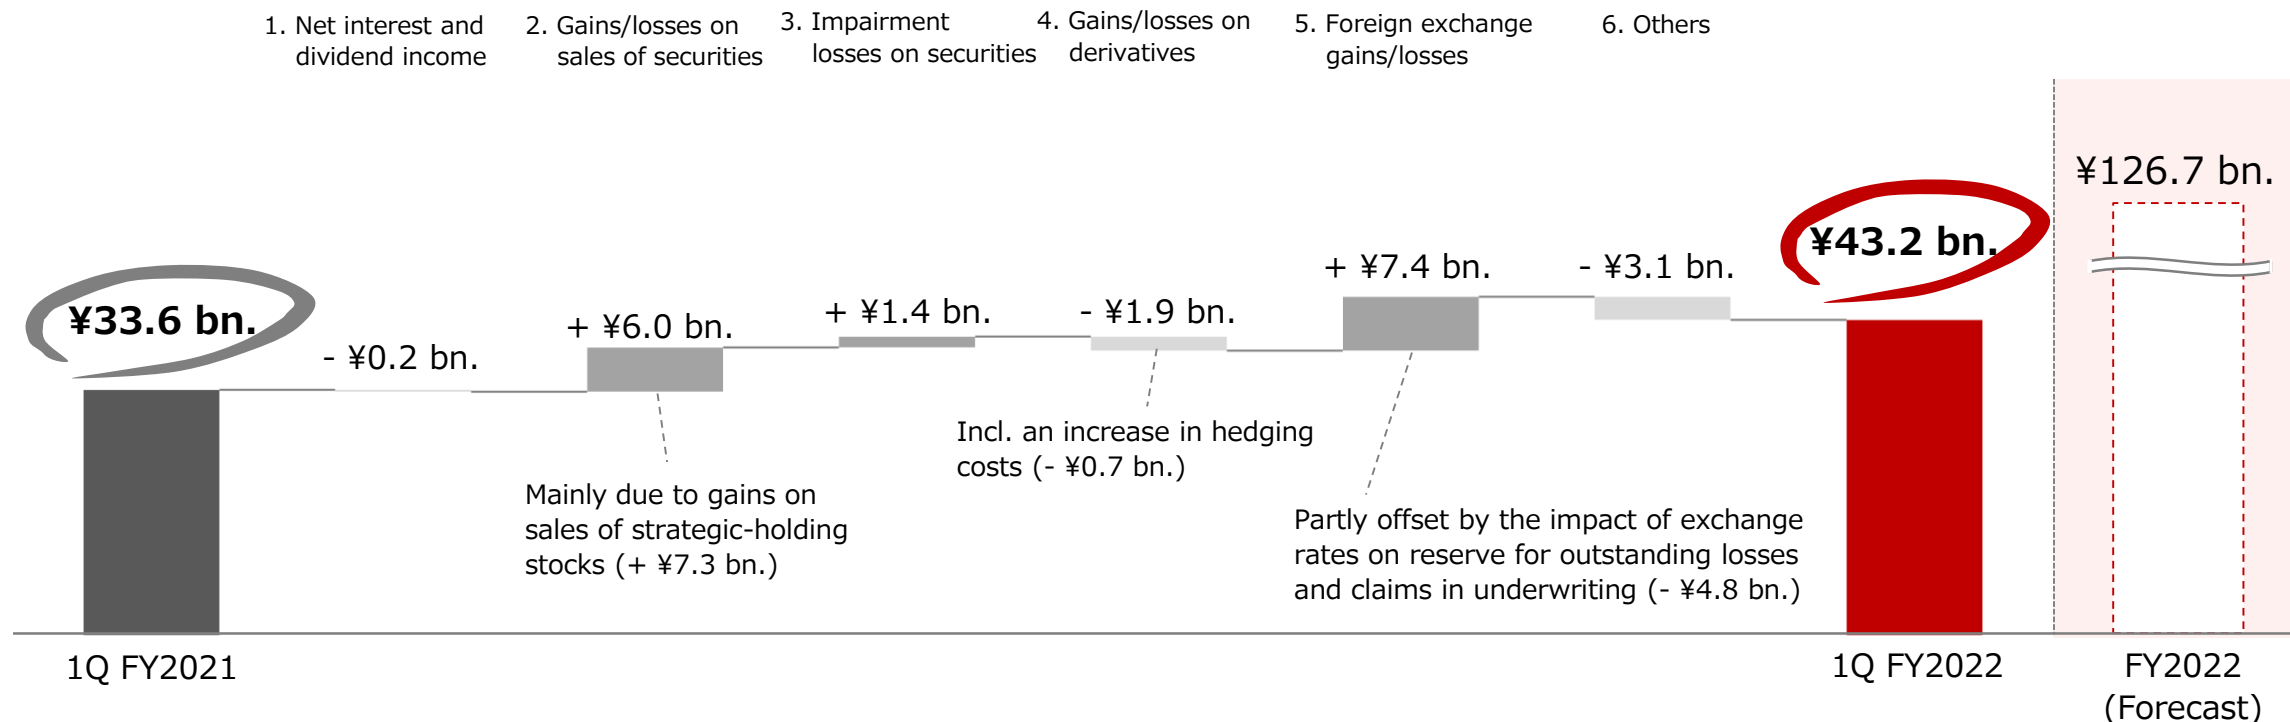 1. Net interest and
dividend income
2. Gains/losses on
sales of securities
3. Impairment
losses on securities
4. Gains/losses on
derivatives
5. Foreign exchange
gains/losses
6. Others
¥33.6 bn.
- ¥0.2 bn.
+ ¥6.0 bn.
+ ¥1.4 bn.
- ¥1.9 bn.
+ ¥7.4 bn.
- ¥3.1 bn.
¥43.2 bn.
¥126.7 bn.
Mainly due to gains on
sales of strategic-holding
stocks (+ ¥7.3 bn.)
Incl. an increase in hedging
costs (- ¥0.7 bn.)
Partly offset by the impact of exchange
rates on reserve for outstanding losses
and claims in underwriting (- ¥4.8 bn.)
1Q FY2021
1Q FY2022
FY2022
(Forecast)